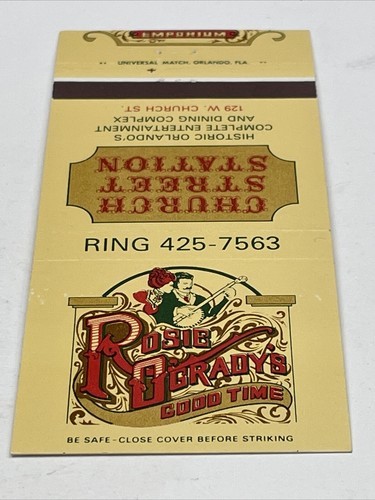 EMPORIUM
UNIVERSAL MATCH, ORLANDO, FLA.
129 W. CHURCH ST.
AND DINING COMPLEX
COMPLETE ENTERTAINMENT
HISTORIC ORLANDO'S
STATION
STREET
CHURCH
RING 425-7563
ROSIE
O'GRADY'S
GOOD TIME
BE SAFE-CLOSE COVER BEFORE STRIKING